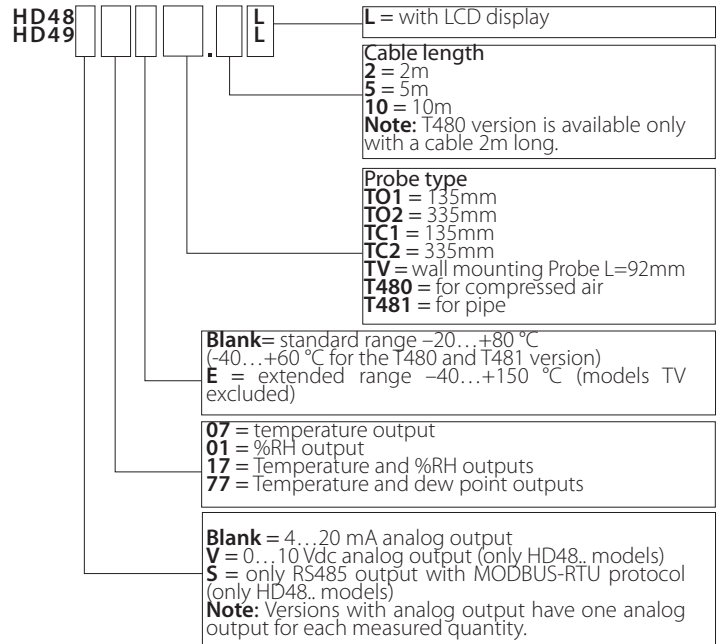 HD48 L
HD49 . L
L = with LCD display
Cable length
2 = 2m
5 = 5m
10 = 10m
Note: T480 version is available only
with a cable 2m long.
Probe type
TO1 = 135mm
TO2 = 335mm
TC1 = 135mm
TC2 = 335mm
TV = wall mounting Probe L=92mm
T480 = for compressed air
T481 = for pipe
Blank= standard range –20…+80 °C
(-40…+60 °C for the T480 and T481 version)
E = extended range –40…+150 °C (models TV
excluded)
07 = temperature output
01 = %RH output
17 = Temperature and %RH outputs
77 = Temperature and dew point outputs
Blank = 4…20 mA analog output
V = 0…10 Vdc analog output (only HD48.. models)
S = only RS485 output with MODBUS-RTU protocol
(only HD48.. models)
Note: Versions with analog output have one analog
output for each measured quantity.